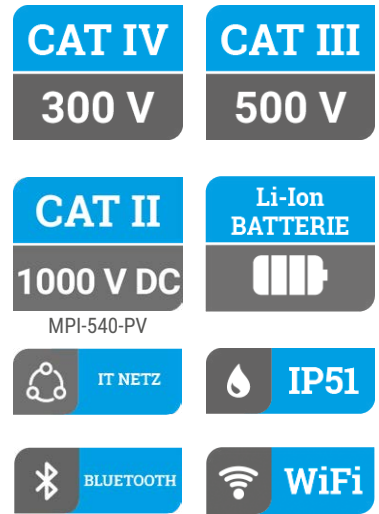 CAT IV
300 V
CAT III
500 V
CAT II
1000 V DC
MPI-540-PV
Li-Ion
BATTERIE
IT NETZ
IP51
BLUETOOTH
WiFi